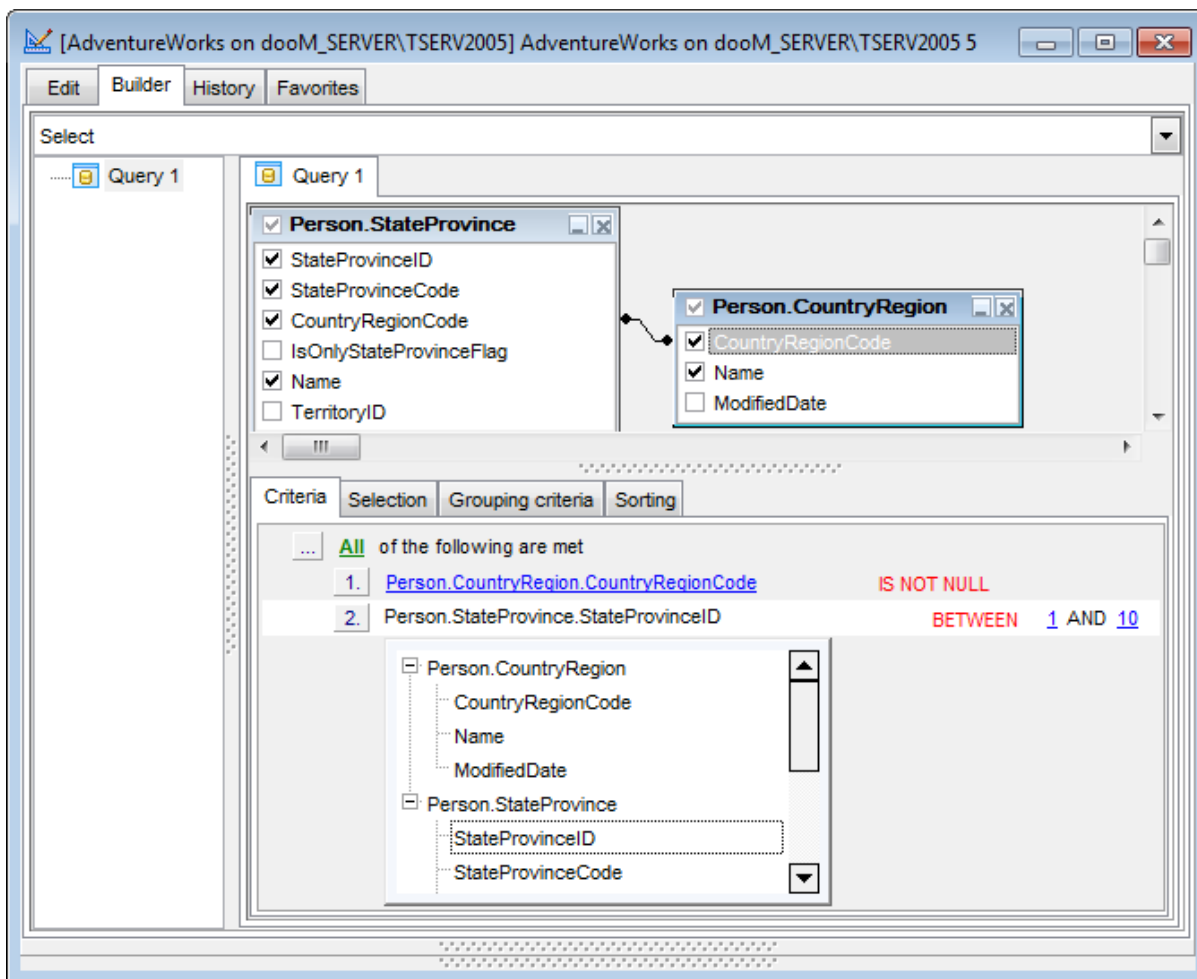 [AdventureWorks on dooM_SERVER\TSERV2005] AdventureWorks on dooM_SERVER\TSERV2005 5
Edit Builder History Favorites
Select
Query 1
Query 1
Person.StateProvince
StateProvinceID
StateProvinceCode
CountryRegionCode
IsOnlyStateProvinceFlag
Name
TerritoryID
Person.CountryRegion
CountryRegionCode
Name
ModifiedDate
Criteria Selection Grouping criteria Sorting
... All of the following are met
1. Person.CountryRegion.CountryRegionCode IS NOT NULL
2. Person.StateProvince.StateProvinceID BETWEEN 1 AND 10
Person.CountryRegion
CountryRegionCode
Name
ModifiedDate
Person.StateProvince
StateProvinceID
StateProvinceCode